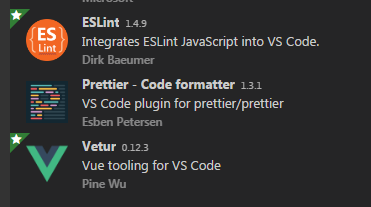 Microsoft
ESLint 1.4.9
ES
Lint
Integrates ESLint JavaScript into VS Code.
Dirk Baeumer
Prettier - Code formatter 1.3.1
VS Code plugin for prettier/prettier
Esben Petersen
Vetur 0.12.3
Vue tooling for VS Code
Pine Wu